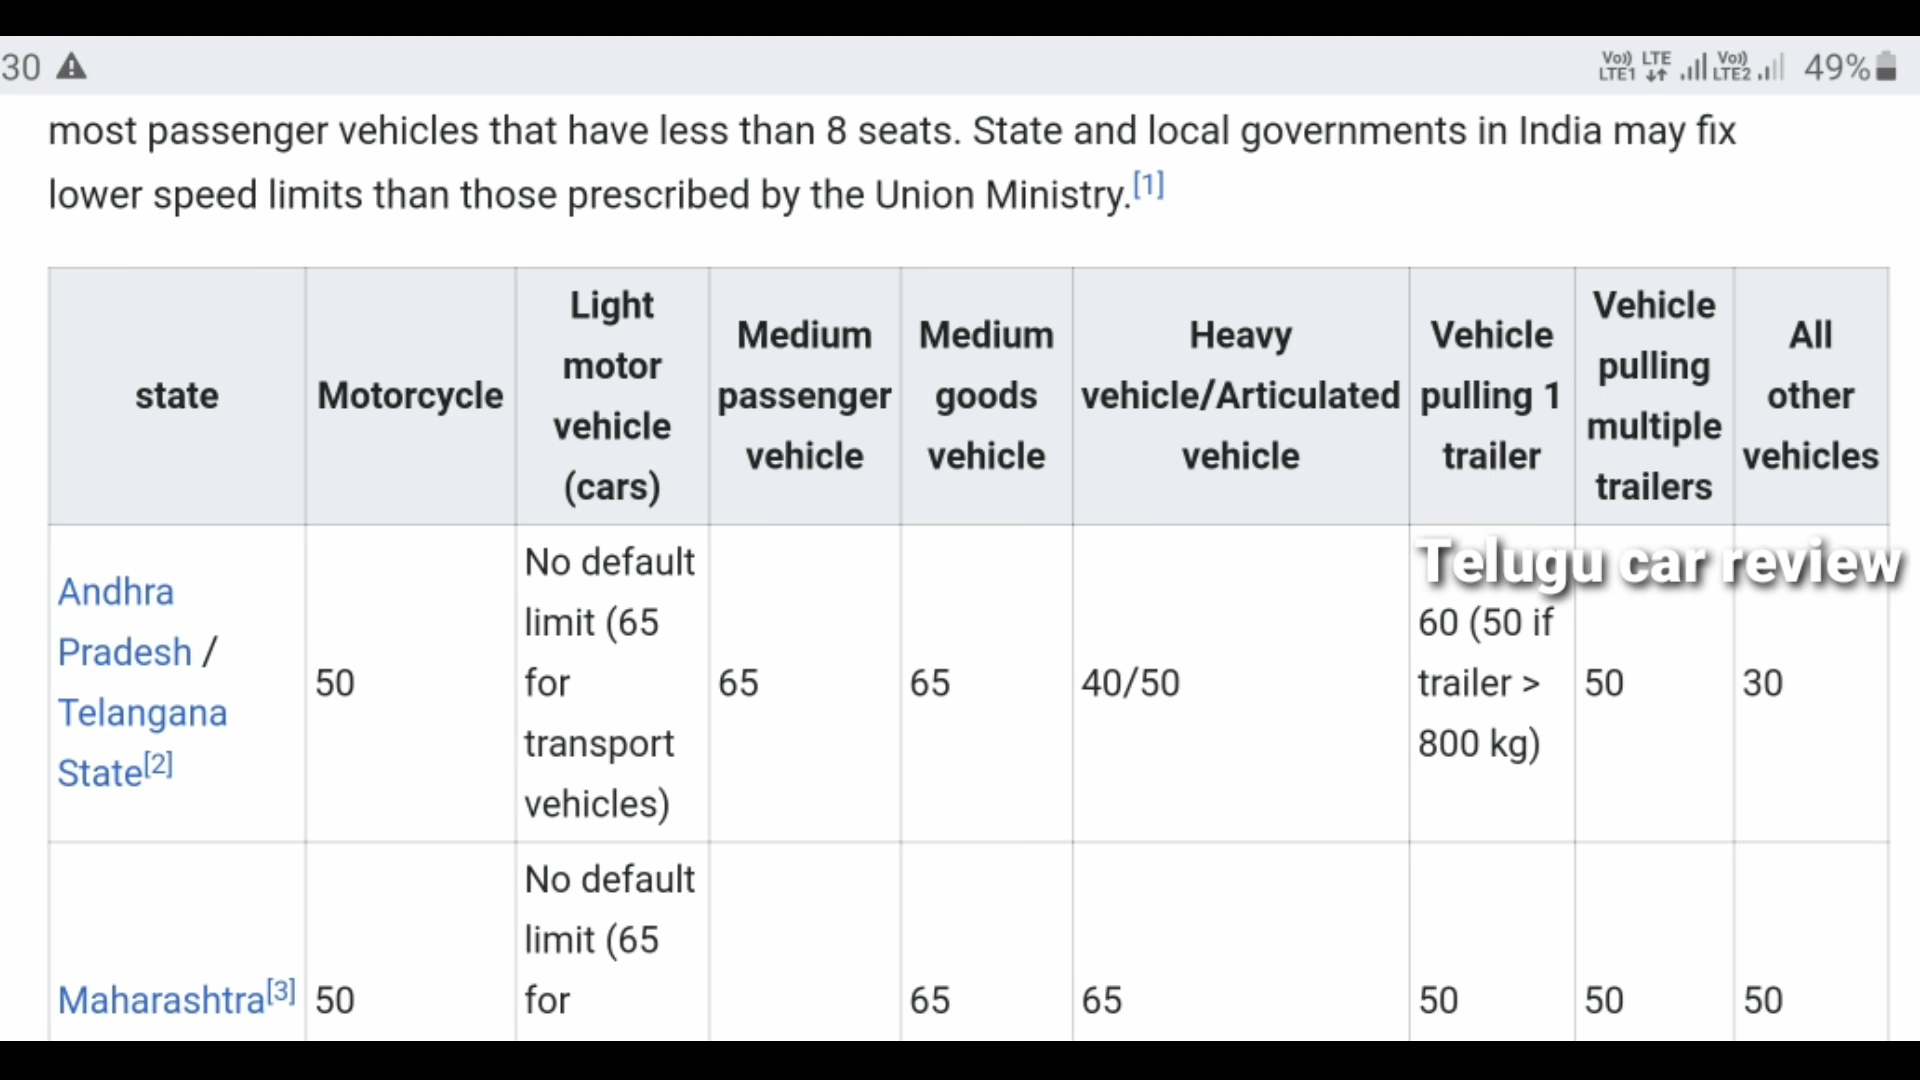 30
Vo)) LTE
LTE1
Vo))
LTE2
49%
most passenger vehicles that have less than 8 seats. State and local governments in India may fix
lower speed limits than those prescribed by the Union Ministry.[1]
state
Motorcycle
Light
motor
vehicle
(cars)
Medium
passenger
vehicle
Medium
goods
vehicle
Heavy
vehicle/Articulated
vehicle
Vehicle
pulling 1
trailer
Vehicle
pulling
multiple
trailers
All
other
vehicles
Andhra
Pradesh /
Telangana
State[2]
50
No default
limit (65
for
transport
vehicles)
65
65
40/50
60 (50 if
trailer >
800 kg)
50
30
Telugu car review
Maharashtra[3]
50
No default
limit (65
for
65
65
50
50
50